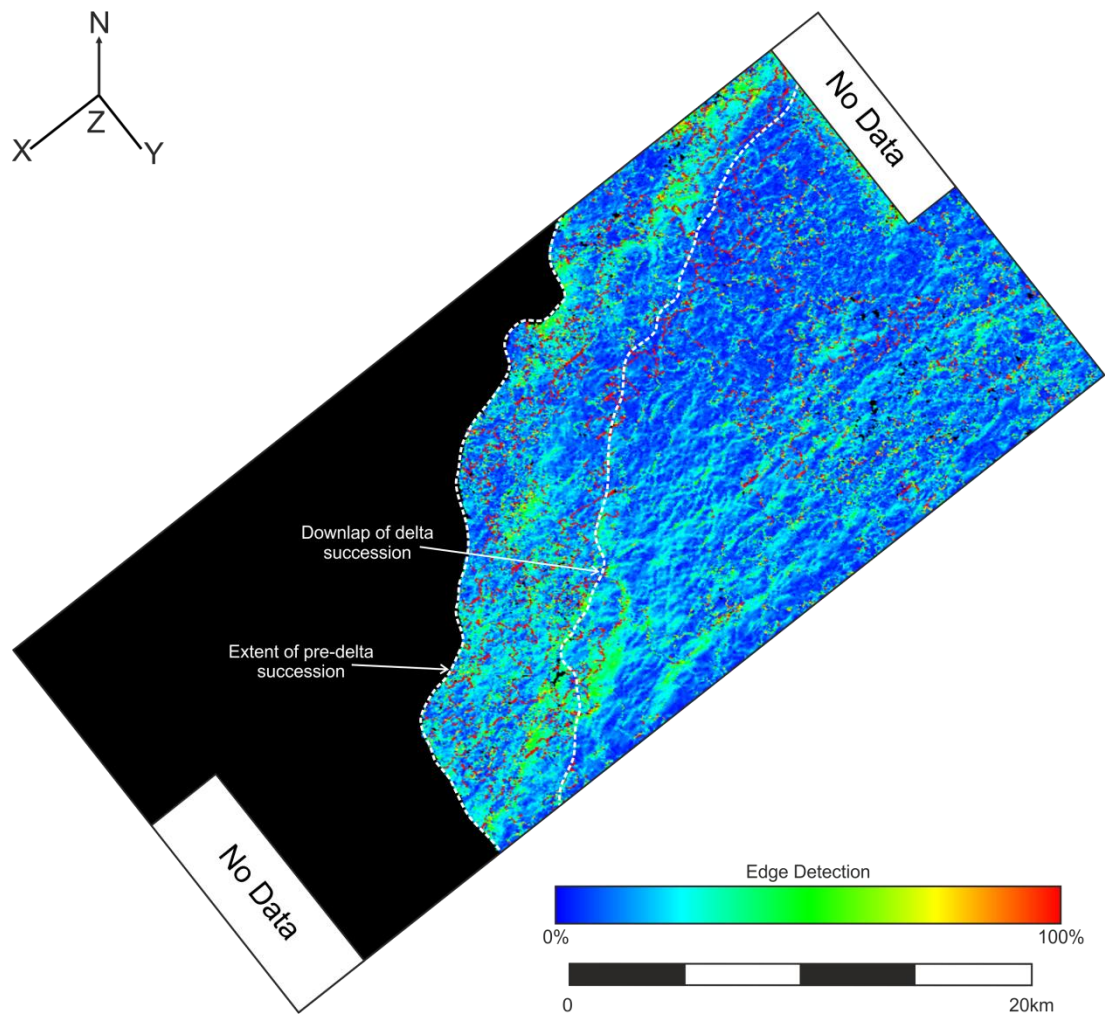 N
X
Z
Y
No Data
Downlap of delta
succession
Extent of pre-delta
succession
No Data
Edge Detection
0%
100%
0
20km